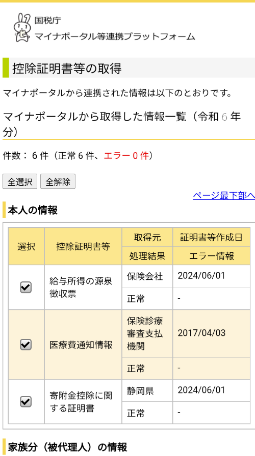 国税庁
マイナポータル等連携プラットフォーム
控除証明書等の取得
マイナポータルから連携された情報は以下のとおりです。
マイナポータルから取得した情報一覧（令和 6 年
分）
件数： 6 件（正常 6 件、エラー 0 件）
全選択 全解除
ページ最下部へ
本人の情報
選択 控除証明書等 取得元 証明書等作成日
処理結果 エラー情報
給与所得の源泉
徴収票
保険会社 2024/06/01
正常 -
医療費通知情報
保険診療
審査支払
機関
2017/04/03
正常 -
寄附金控除に関
する証明書
静岡県 2024/06/01
正常 -
家族分（被代理人）の情報